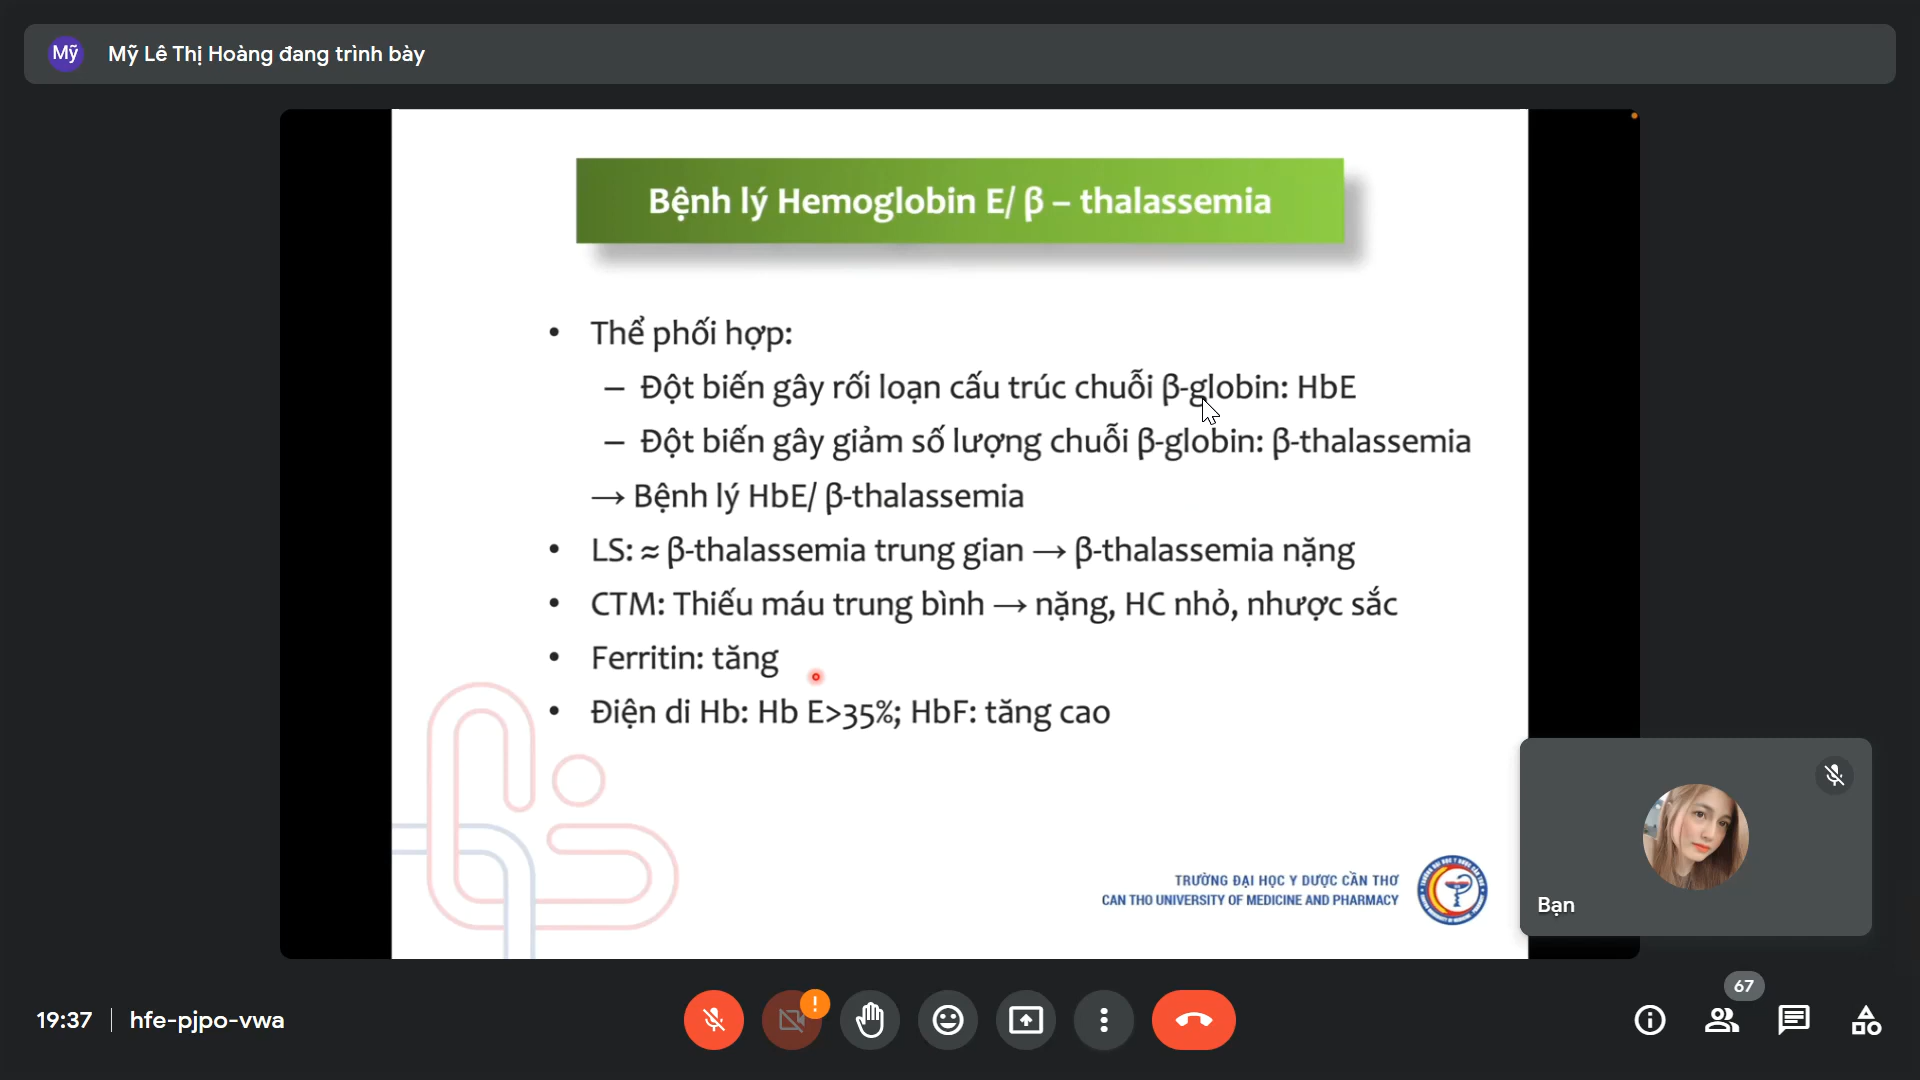 Mỹ
Mỹ Lê Thị Hoàng đang trình bày
Bệnh lý Hemoglobin E/ β – thalassemia
• Thể phối hợp:
– Đột biến gây rối loạn cấu trúc chuỗi β-globin: HbE
– Đột biến gây giảm số lượng chuỗi β-globin: β-thalassemia
→ Bệnh lý HbE/ β-thalassemia
• LS: ≈ β-thalassemia trung gian → β-thalassemia nặng
• CTM: Thiếu máu trung bình → nặng, HC nhỏ, nhược sắc
• Ferritin: tăng
• Điện di Hb: Hb E>35%; HbF: tăng cao
TRƯỜNG ĐẠI HỌC Y DƯỢC CẦN THƠ
CAN THO UNIVERSITY OF MEDICINE AND PHARMACY
Bạn
67
19:37 | hfe-pjpo-vwa